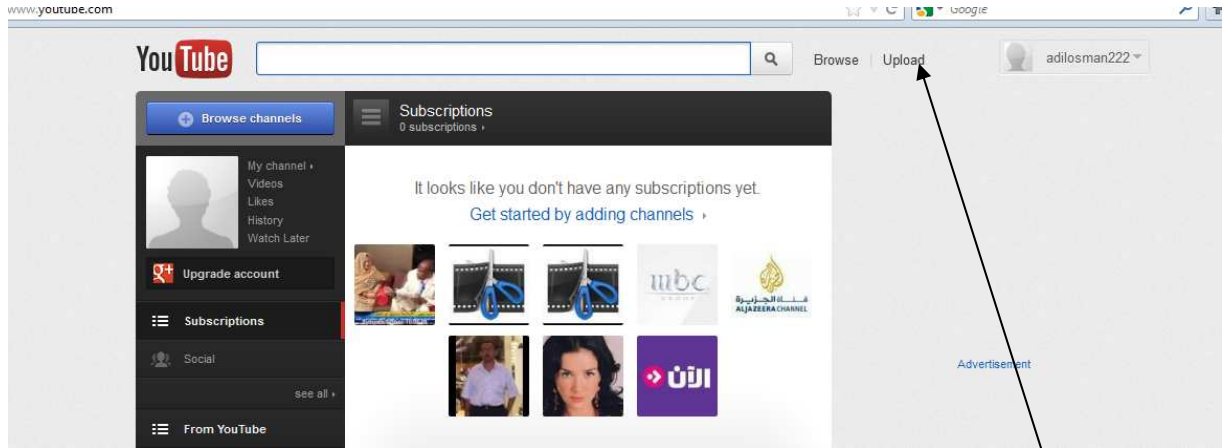 www.youtube.com
Google
YouTube
Browse
Upload
adilosman222
Browse channels
Subscriptions
0 subscriptions
My channel
Videos
Likes
History
Watch Later
Upgrade account
Subscriptions
Social
see all
From YouTube
It looks like you don't have any subscriptions yet.
Get started by adding channels
mbc
GROUP
قناة الجزيرة
ALJAZEERA CHANNEL
الآن
Advertisement